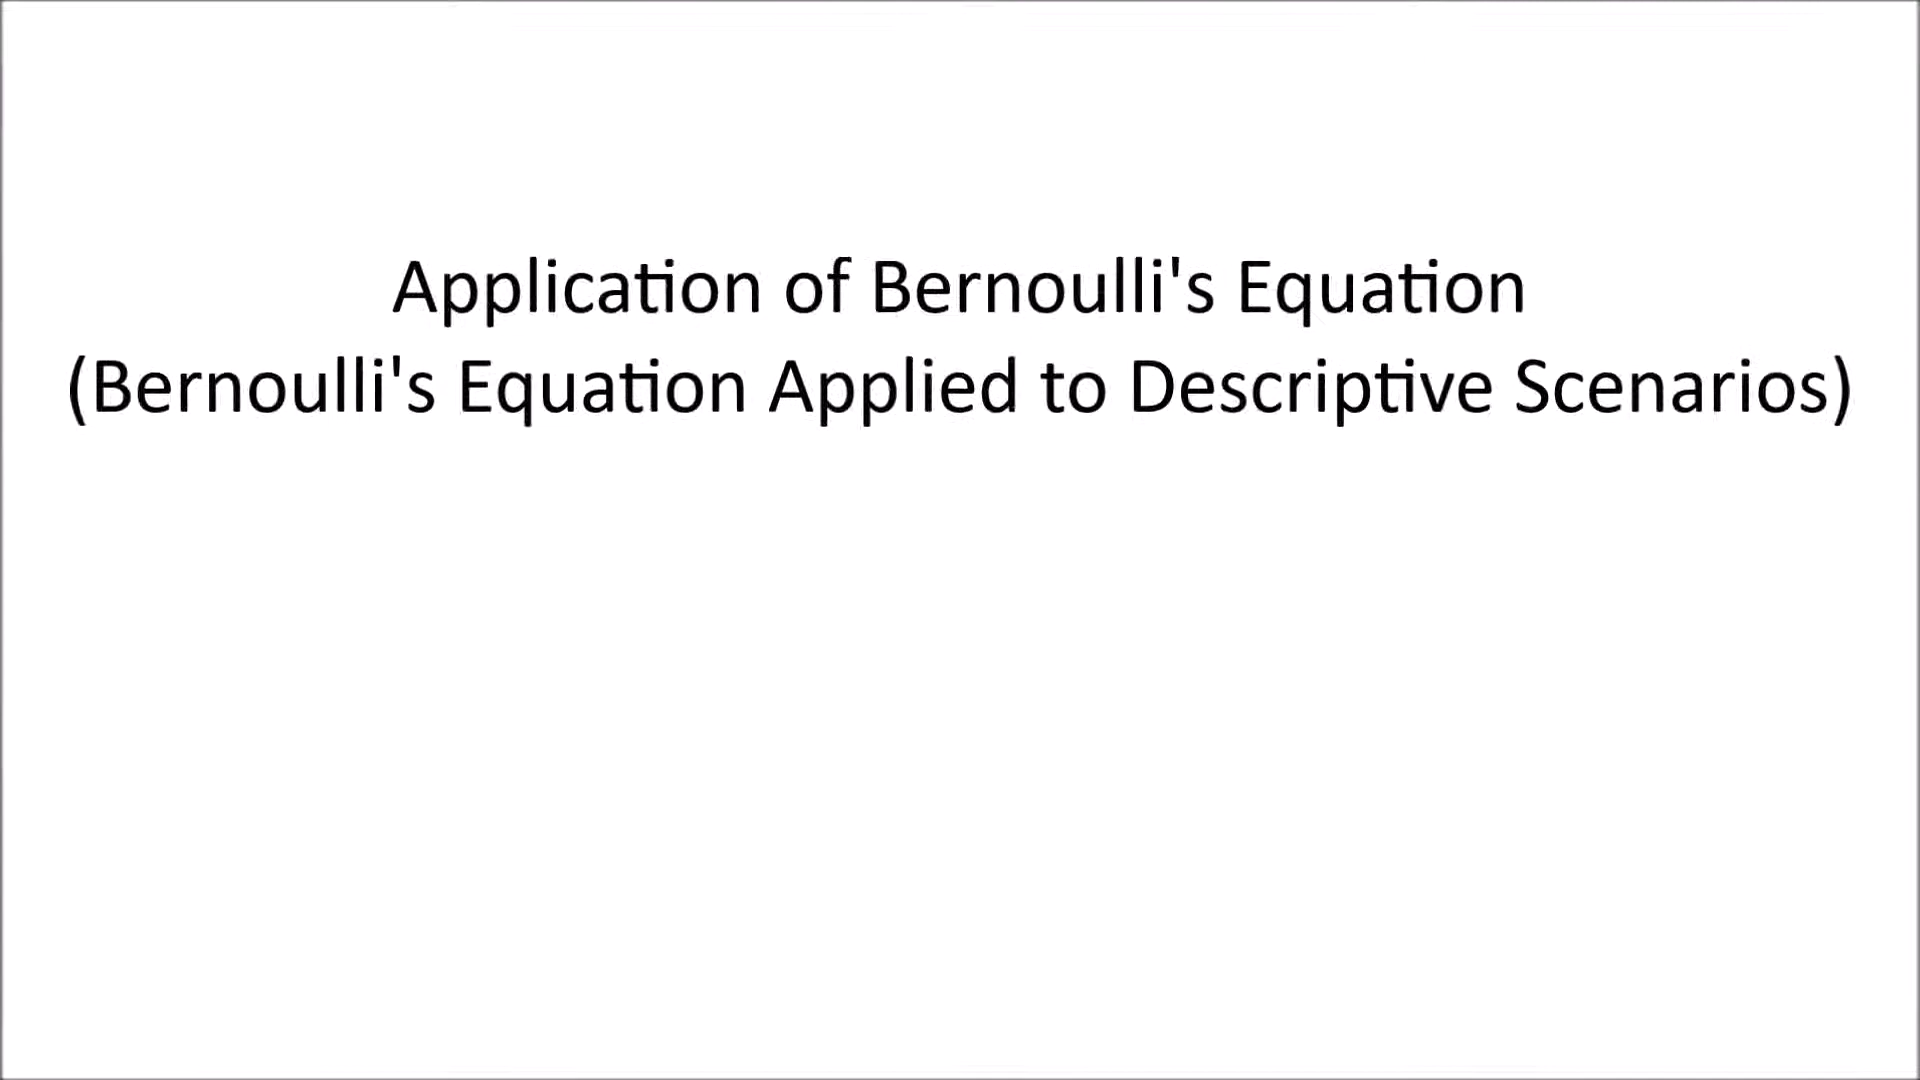 Application of Bernoulli's Equation
(Bernoulli's Equation Applied to Descriptive Scenarios)